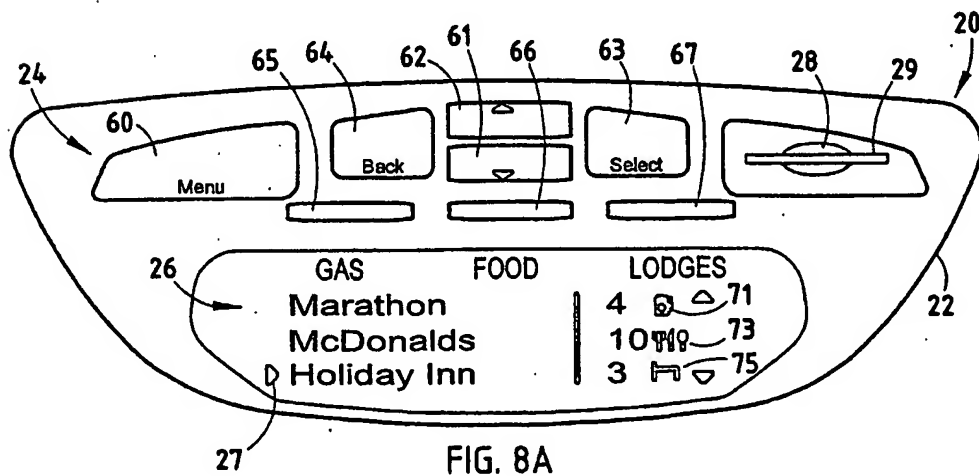 61
66
63
20
64
62
67
28
65
29
24
60
Back
Select
Menu
26
GAS FOOD LODGES
Marathon 4 71
McDonalds 10 73
Holiday Inn 3 75
22
27
FIG. 8A